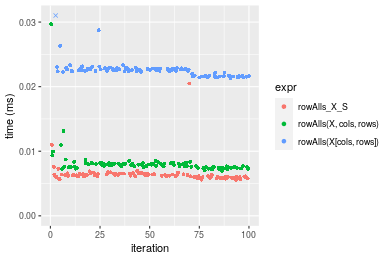 0.03
0.02
0.01
0.00
time (ms)
0
25
50
75
100
iteration
expr
rowAlls_X_S
rowAlls(X, cols, rows)
rowAlls(X[cols, rows])